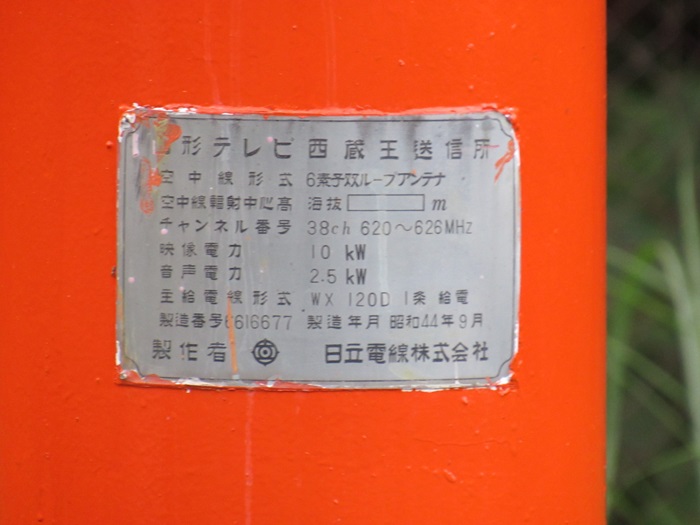 形テレビ西蔵王送信所
空中線形式 6素子双ループアンテナ
空中線輻射中心高 海抜 m
チャンネル番号 38ch 620〜626MHz
映像電力 10 kW
音声電力 2.5 kW
主給電線形式 WX 120D 1条給電
製造番号6616677 製造年月 昭和44年9月
製作者 日立電線株式会社